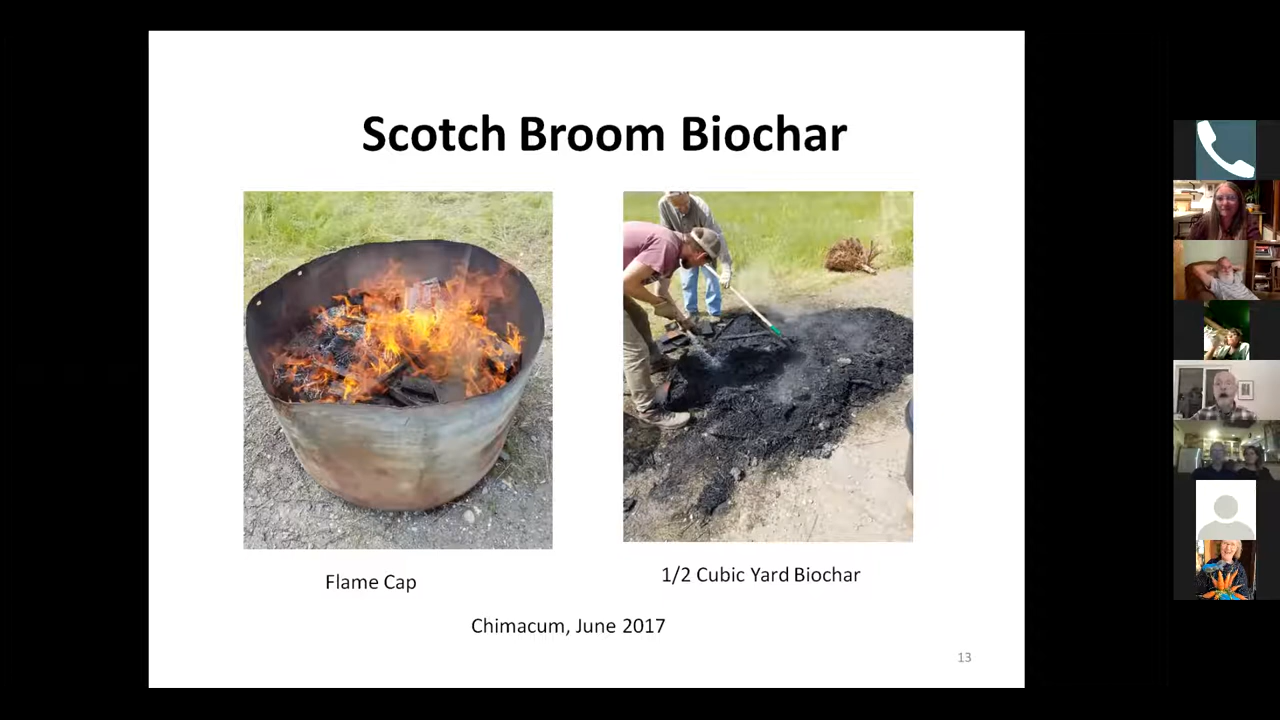 Scotch Broom Biochar
Flame Cap
1/2 Cubic Yard Biochar
Chimacum, June 2017
13